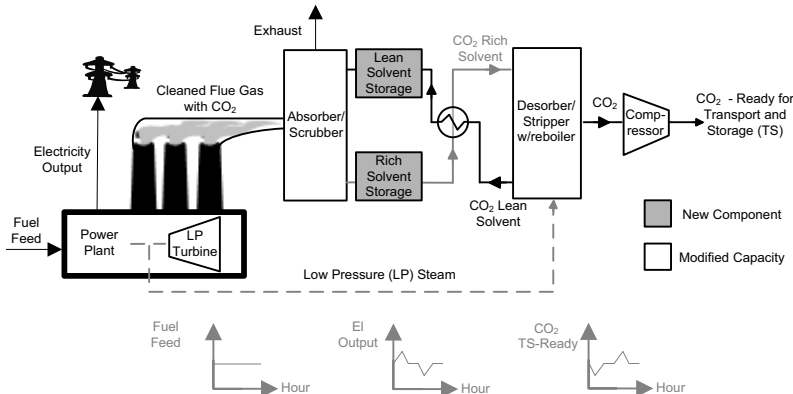 Exhaust
Cleaned Flue Gas
with CO₂
Electricity
Output
Fuel
Feed
Power
Plant
LP
Turbine
Absorber/
Scrubber
Lean
Solvent
Storage
Rich
Solvent
Storage
CO₂ Rich
Solvent
CO₂ Lean
Solvent
Desorber/
Stripper
w/reboiler
CO₂
Comp-
ressor
CO₂ - Ready for
Transport and
Storage (TS)
New Component
Modified Capacity
Low Pressure (LP) Steam
Fuel
Feed
Hour
El
Output
Hour
CO₂
TS-Ready
Hour